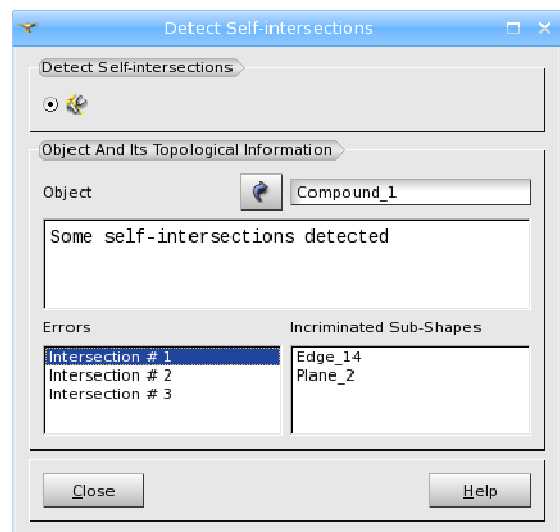 Detect Self-intersections
Detect Self-intersections
Object And Its Topological Information
Object Compound_1
Some self-intersections detected
Errors Incriminated Sub-Shapes
Intersection # 1 Edge_14
Intersection # 2 Plane_2
Intersection # 3
Close Help